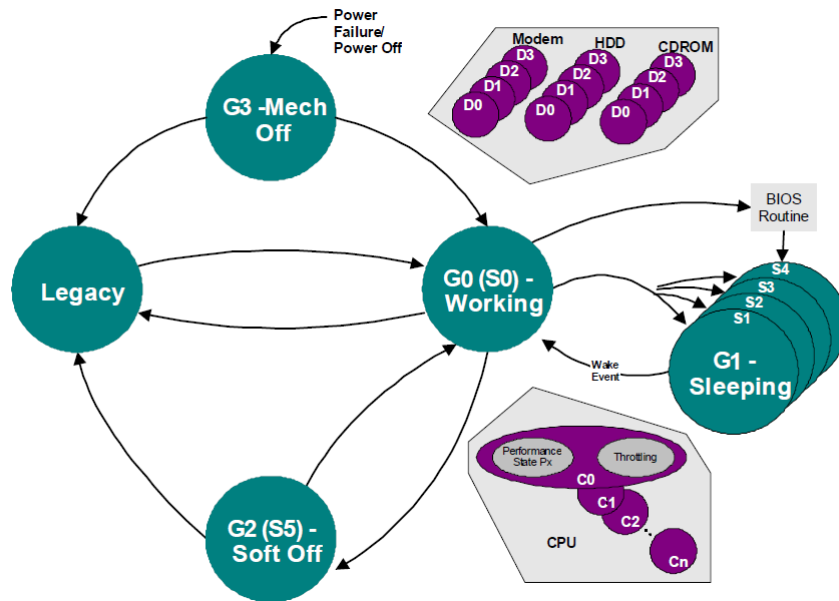 Power
Failure/
Power Off
Modem
HDD
CDROM
D3
D2
D1
D0
D3
D2
D1
D0
D3
D2
D1
D0
G3 -Mech
Off
BIOS
Routine
Legacy
G0 (S0) -
Working
S4
S3
S2
S1
G1 -
Sleeping
Wake
Event
Performance
State Px
Throttling
C0
C1
C2
Cn
CPU
G2 (S5) -
Soft Off